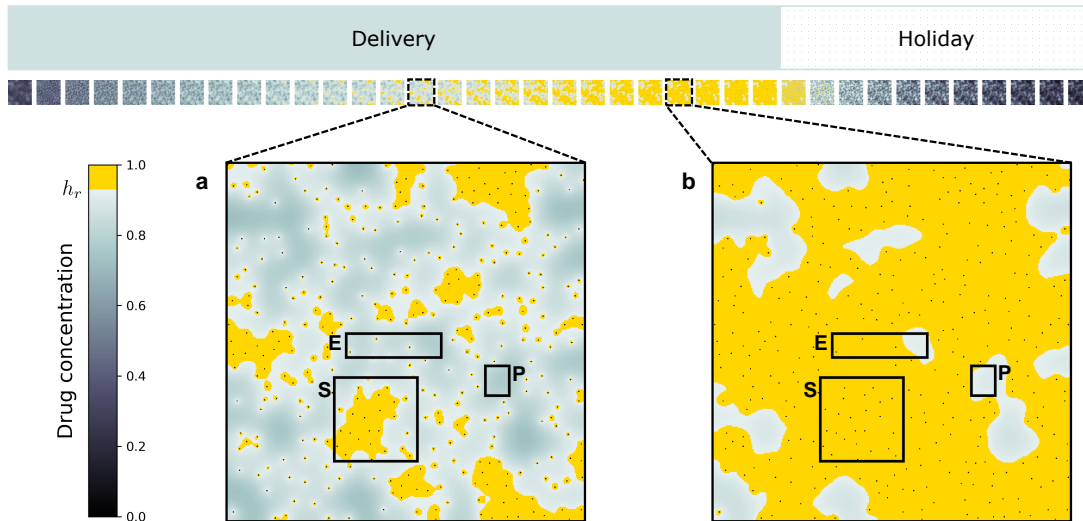 Delivery
Holiday
Drug concentration
h_r
1.0
0.8
0.6
0.4
0.2
0.0
a
E
S
P
b
E
S
P